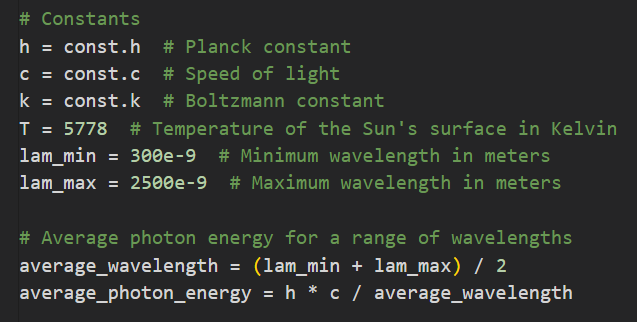 # Constants
h = const.h  # Planck constant
c = const.c  # Speed of light
k = const.k  # Boltzmann constant
T = 5778  # Temperature of the Sun's surface in Kelvin
lam_min = 300e-9  # Minimum wavelength in meters
lam_max = 2500e-9  # Maximum wavelength in meters

# Average photon energy for a range of wavelengths
average_wavelength = (lam_min + lam_max) / 2
average_photon_energy = h * c / average_wavelength